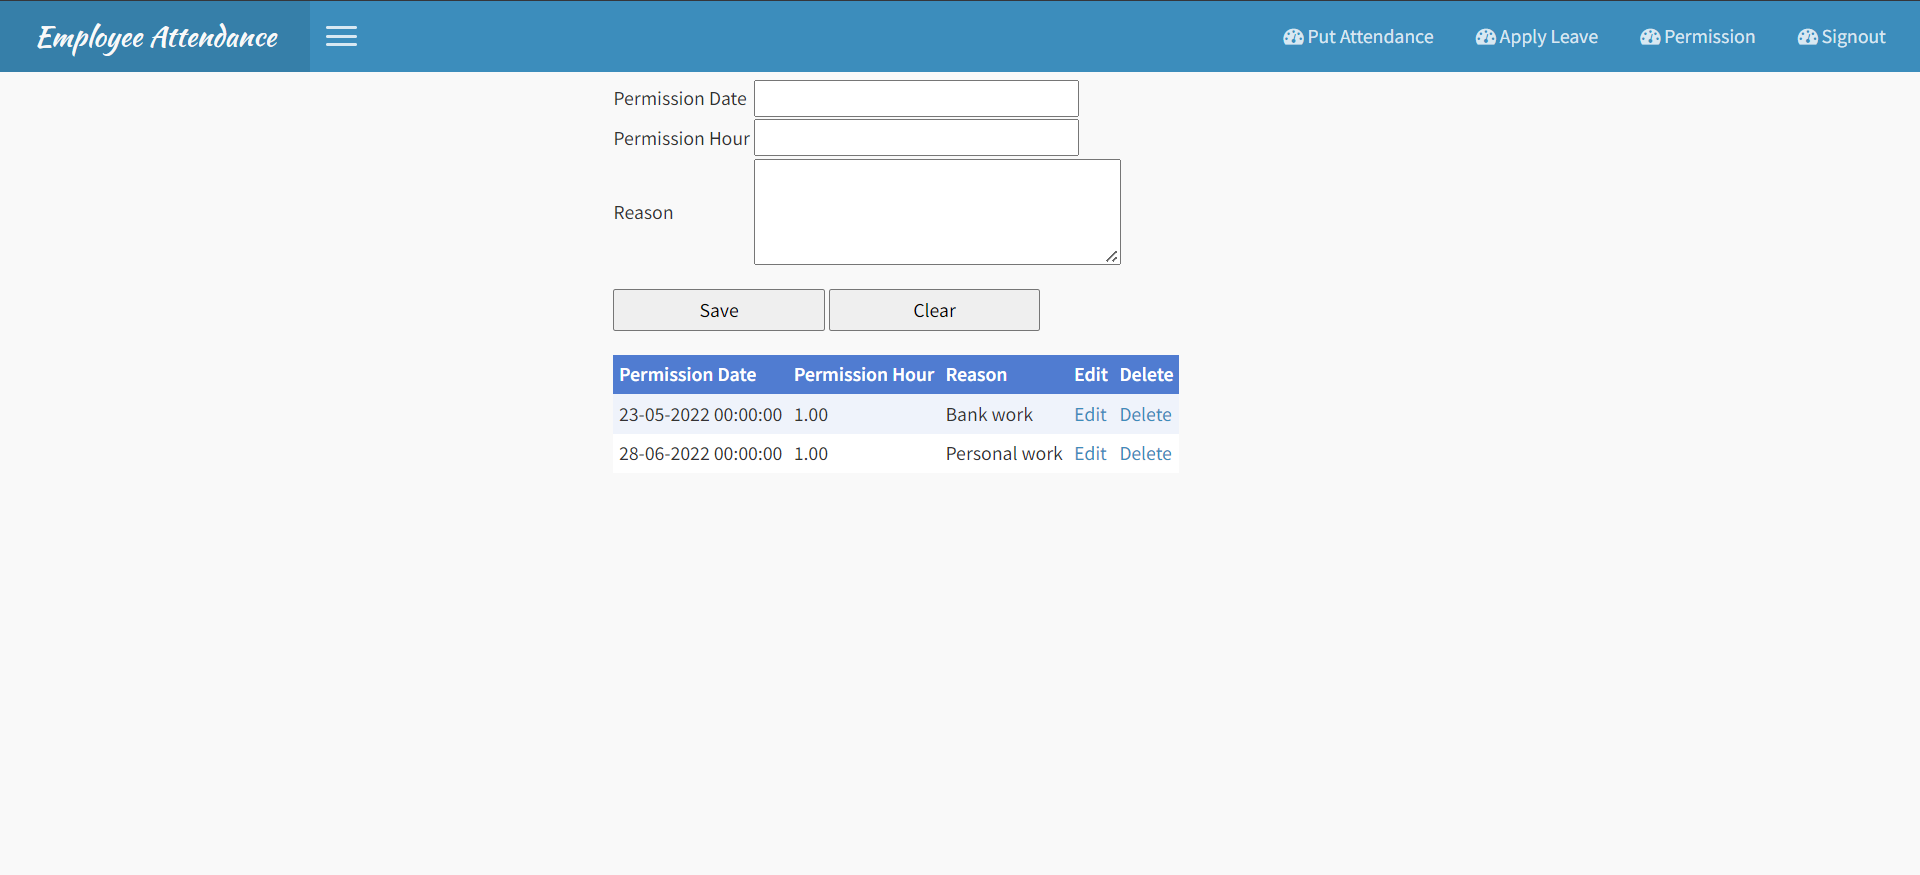 Employee Attendance
Put Attendance Apply Leave Permission Signout
Permission Date
Permission Hour
Reason
Save Clear
Permission Date Permission Hour Reason Edit Delete
23-05-2022 00:00:00 1.00 Bank work Edit Delete
28-06-2022 00:00:00 1.00 Personal work Edit Delete